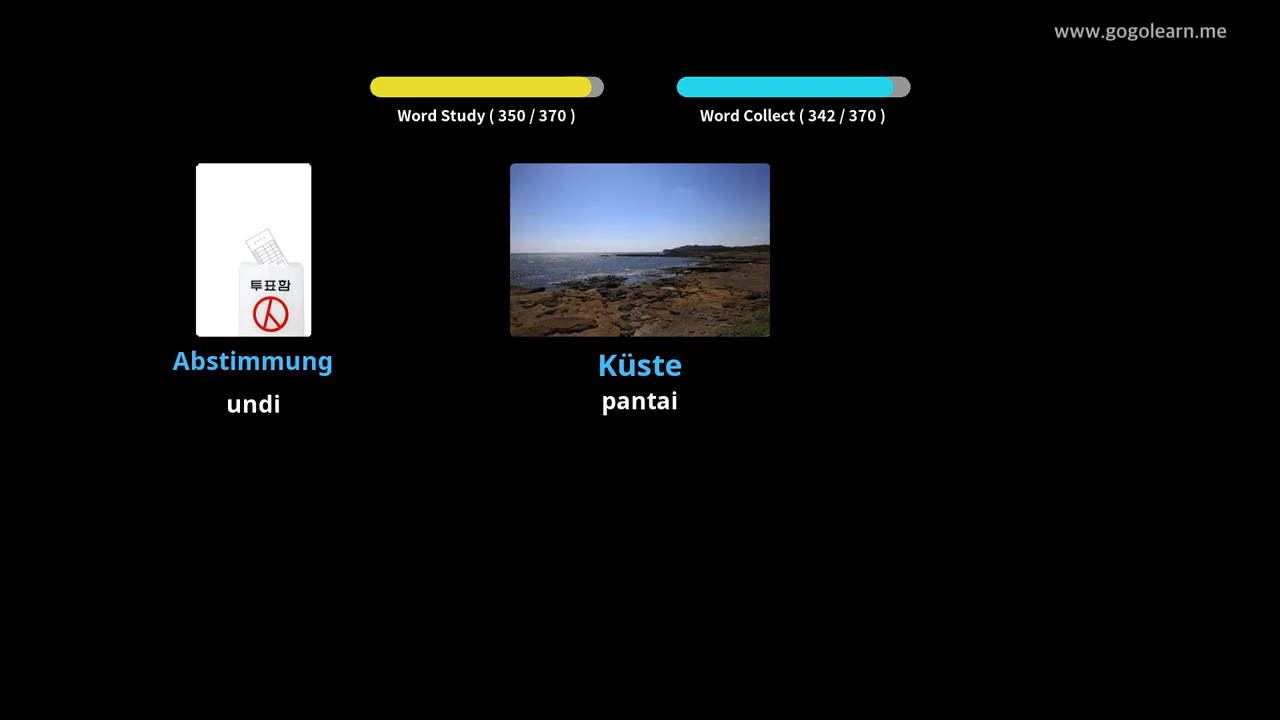 www.gogolearn.me
Word Study ( 350 / 370 )
Word Collect ( 342 / 370 )
투표함
Abstimmung
undi
Küste
pantai